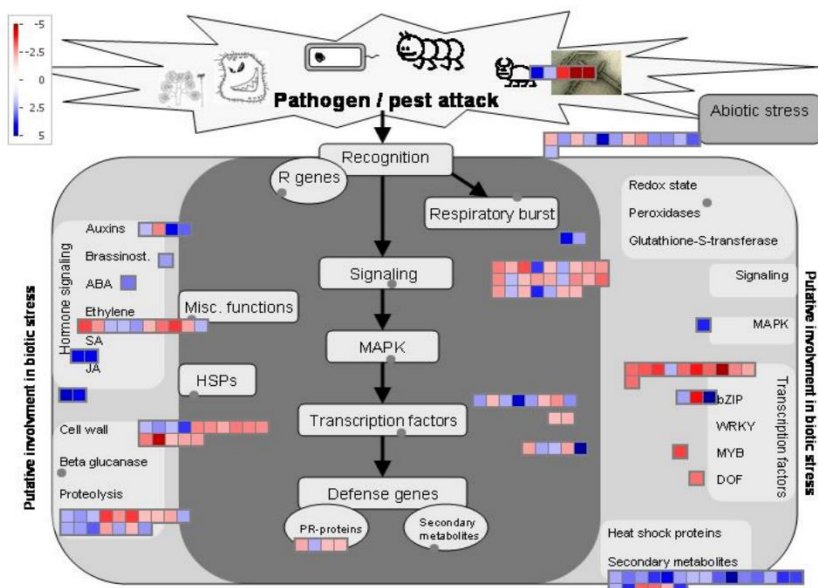 -5
-2.5
0
2.5
5
Pathogen / pest attack
Abiotic stress
Recognition
R genes
Respiratory burst
Redox state
Peroxidases
Glutathione-S-transferase
Signaling
MAPK
Putative involvment in biotic stress
Hormone signaling
Auxins
Brassinost.
ABA
Ethylene
SA
JA
Misc. functions
HSPs
Signaling
MAPK
Transcription factors
Defense genes
PR-proteins
Secondary
metabolites
Cell wall
Beta glucanase
Proteolysis
Transcription factors
bZIP
WRKY
MYB
DOF
Putative involvment in biotic stress
Heat shock proteins
Secondary metabolites